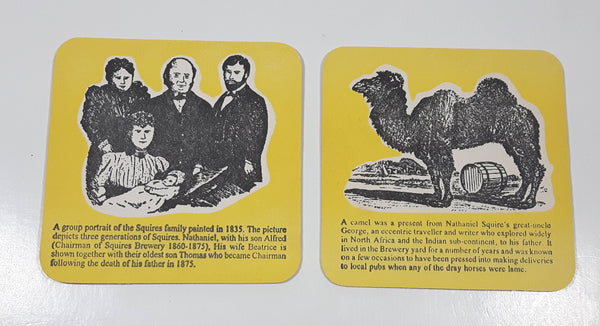 A group portrait of the Squires family painted in 1835. The picture
depicts three generations of Squires. Nathaniel, with his son Alfred
(Chairman of Squires Brewery 1860-1875), His wife Beatrice is
shown together with their oldest son Thomas who became Chairman
following the death of his father in 1875.
A camel was a present from Nathaniel Squire's great-uncle
George, an eccentric traveller and writer who explored widely
in North Africa and the Indian sub-continent, to his father. It
lived in the Brewery yard for a number of years and was known
on a few occasions to have been pressed into making deliveries
to local pubs when any of the dray horses were lame.